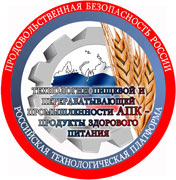 ПРОДОВОЛЬСТВЕННАЯ БЕЗОПАСНОСТЬ РОССИИ
ТЕХНОЛОГИИ ПИЩЕВОЙ И
ПЕРЕРАБАТЫВАЮЩЕЙ
ПРОМЫШЛЕННОСТИ АПК –
ПРОДУКТЫ ЗДОРОВОГО
ПИТАНИЯ
РОССИЙСКАЯ ТЕХНОЛОГИЧЕСКАЯ ПЛАТФОРМА